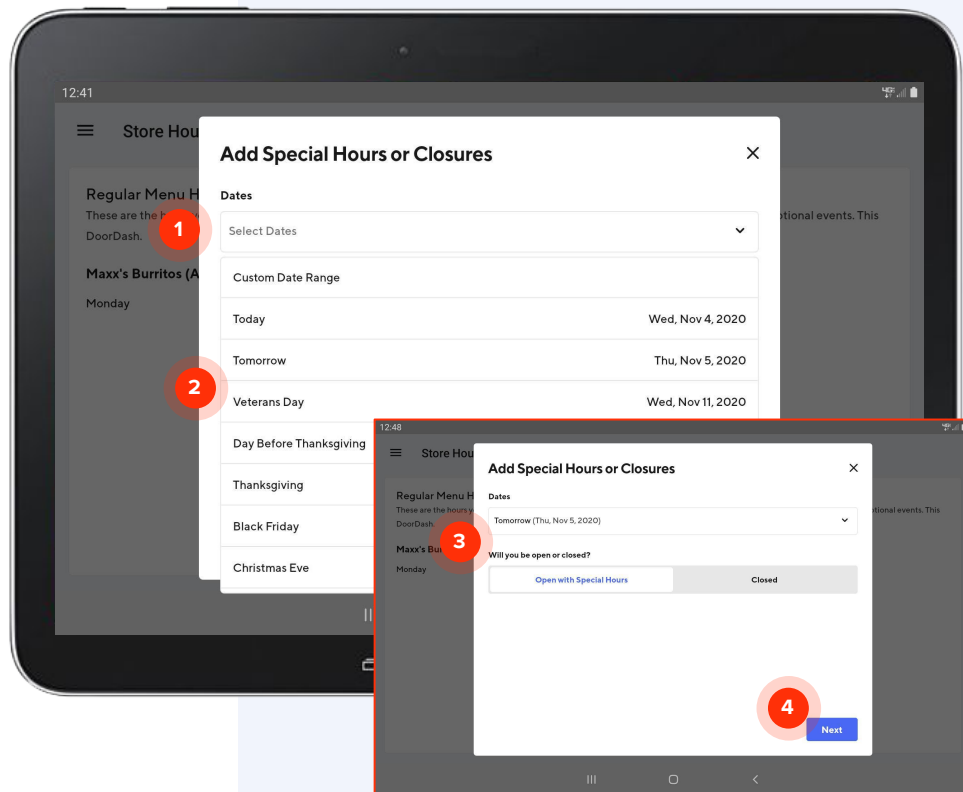 12:41
4G
Store Hou
Add Special Hours or Closures
Regular Menu H
Dates
These are the h
tional events. This
1
Select Dates
DoorDash.
Maxx's Burritos (A
Custom Date Range
Monday
Today Wed, Nov 4, 2020
Tomorrow Thu, Nov 5, 2020
2
Veterans Day Wed, Nov 11, 2020
Day Before Thanksgiving
Thanksgiving
Black Friday
Christmas Eve
12:48
4G
Store Hou
Add Special Hours or Closures
Regular Menu H
Dates
These are the hours y
otional events. This
DoorDash.
Tomorrow (Thu, Nov 5, 2020)
3
Maxx's Bur
Will you be open or closed?
Monday
Open with Special Hours Closed
4
Next